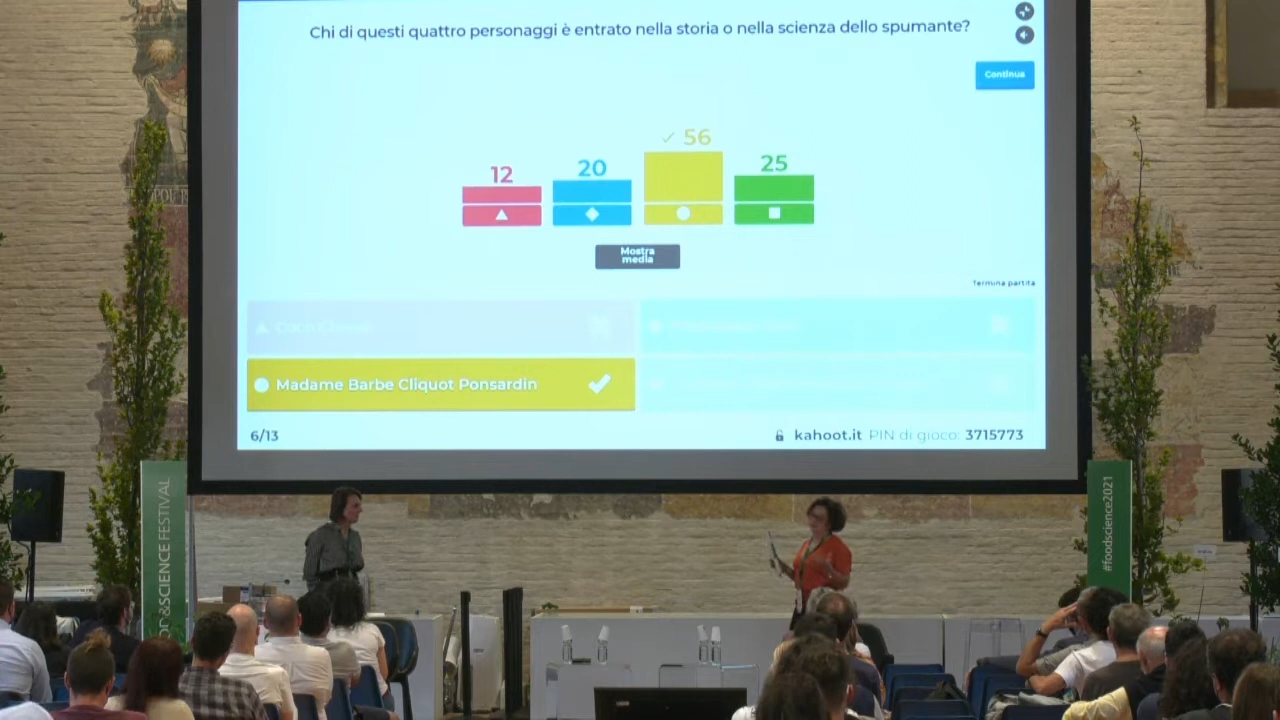 Chi di questi quattro personaggi è entrato nella storia o nella scienza dello spumante?
Continua
12
20
56
25
Mostra
media
Termina partita
Madame Barbe Cliquot Ponsardin
6/13
kahoot.it PIN di gioco: 3715773
&SCIENCE FESTIVAL
#foodscience2021